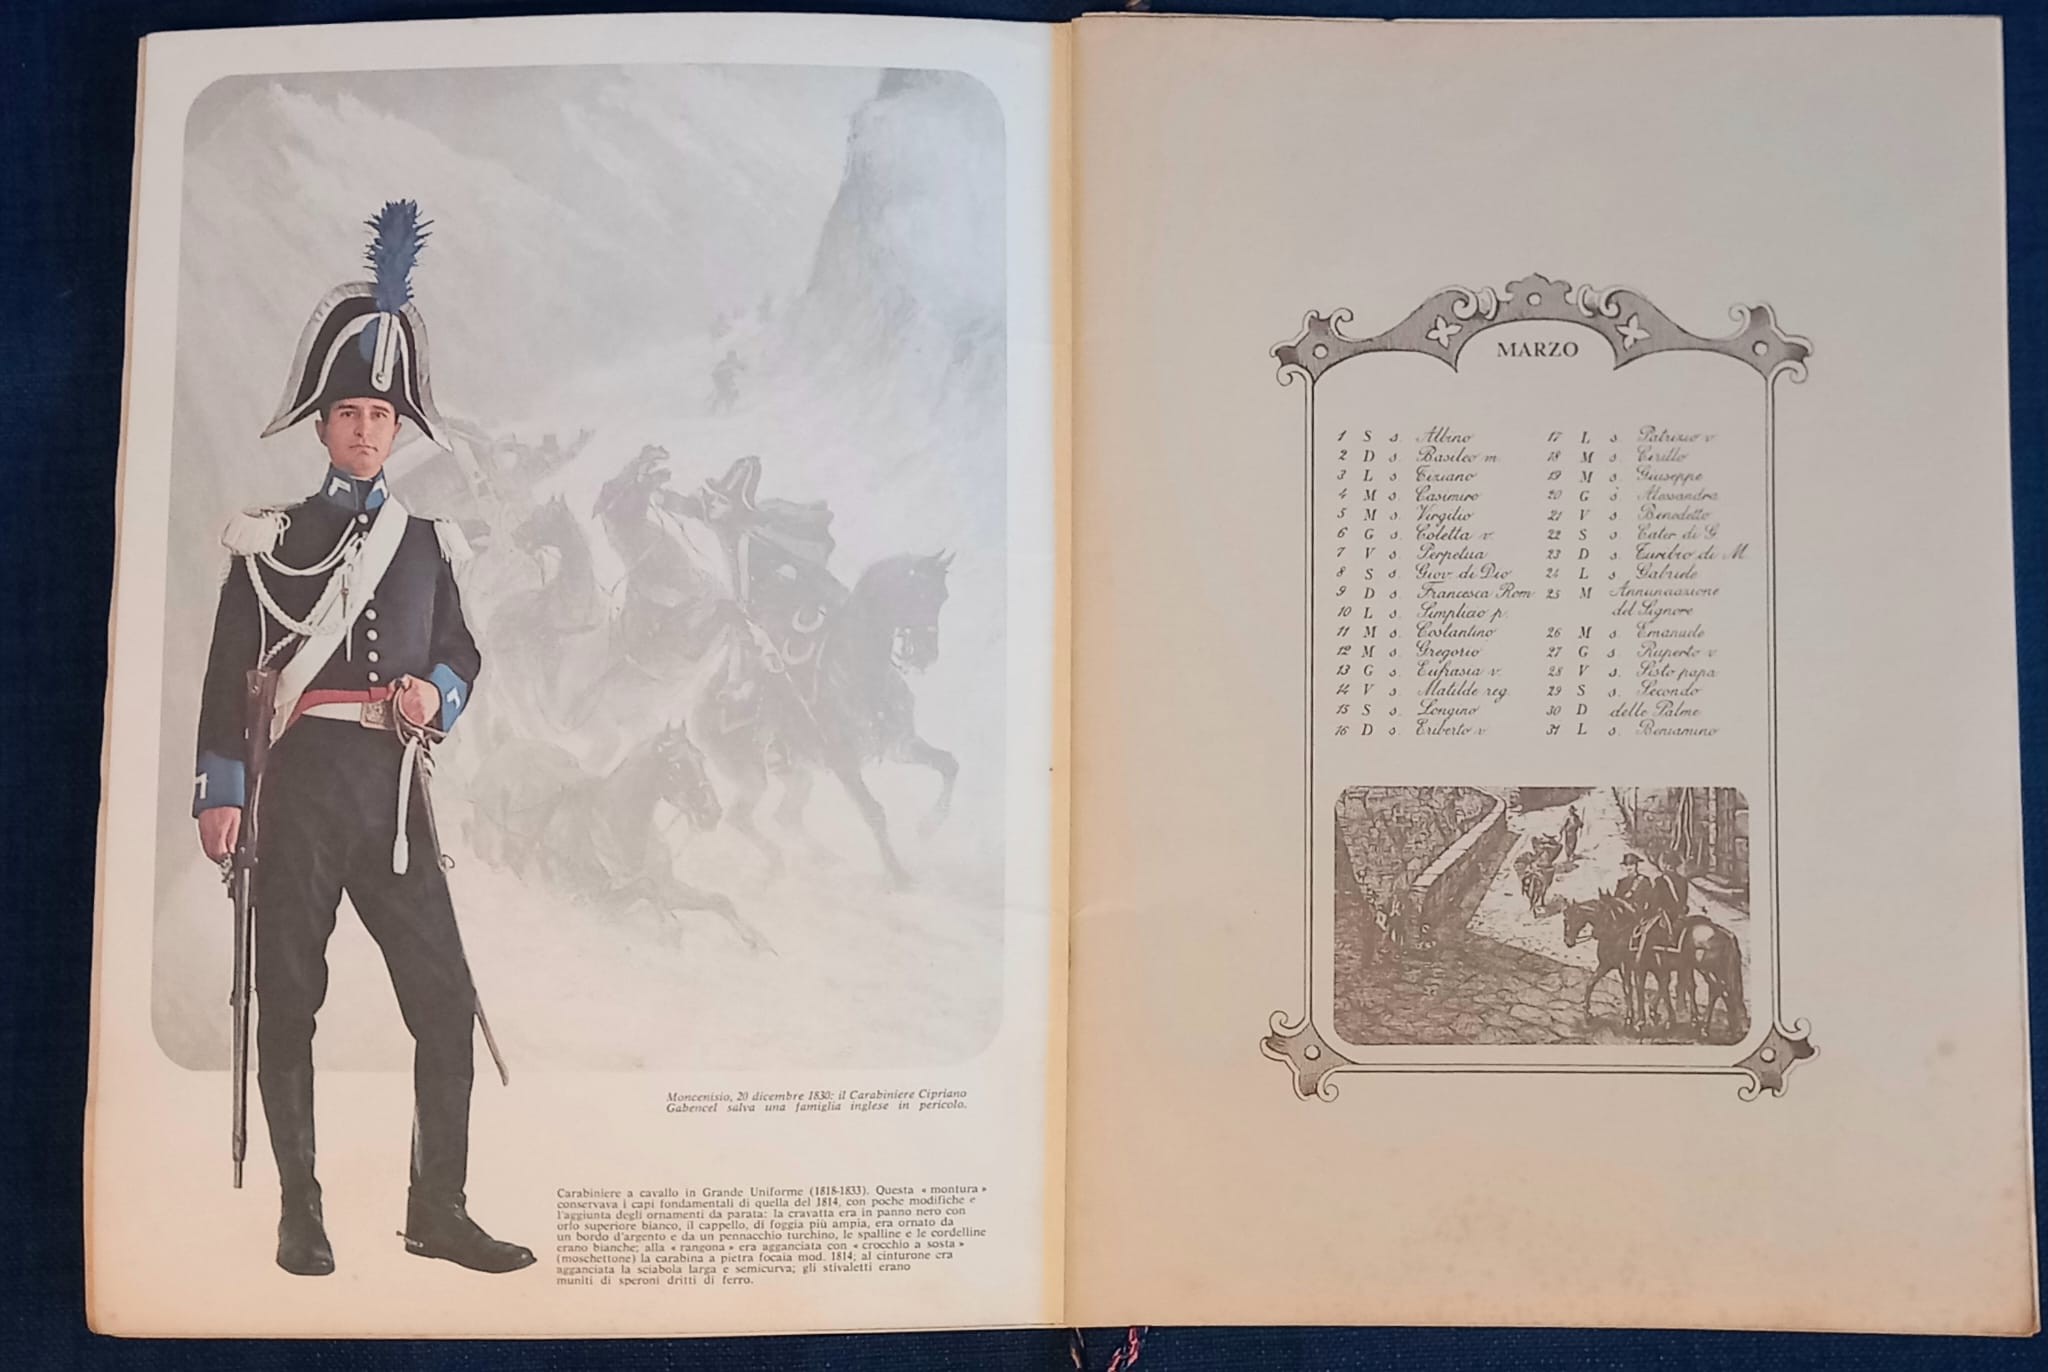 Moncenisio, 20 dicembre 1830: il Carabiniere Cipriano
Gabencel salva una famiglia inglese in pericolo.
Carabiniere a cavallo in Grande Uniforme (1818-1833). Questa « montura »
conservava i capi fondamentali di quella del 1814, con poche modifiche e
l'aggiunta degli ornamenti da parata: la cravatta era in panno nero con
orlo superiore bianco, il cappello, di foggia più ampia, era ornato da
un bordo d'argento e da un pennacchio turchino, le spalline e le cordelline
erano bianche; alla « rangona » era agganciata con « crocchio a sosta »
(moschettone) la carabina a pietra focaia mod. 1814; al cinturone era
agganciata la sciabola larga e semicurva; gli stivaletti erano
muniti di speroni dritti di ferro.
MARZO
1 S s. Albino
2 D s. Basileo m.
3 L s. Tiziano
4 M s. Casimiro
5 M s. Virgilio
6 G s. Coletta v.
7 V s. Perpetua
8 S s. Giov. di Dio
9 D s. Francesca Rom.
10 L s. Simplicio p.
11 M s. Costantino
12 M s. Gregorio
13 G s. Eufrasia v.
14 V s. Matilde reg.
15 S s. Longino
16 D s. Eriberto v.
17 L s. Patrizio v.
18 M s. Cirillo
19 M s. Giuseppe
20 G s. Alessandra
21 V s. Benedetto
22 S s. Cater. di G.
23 D s. Turibio di M.
24 L s. Gabriele
25 M Annunciazione
del Signore
26 M s. Emanuele
27 G s. Ruperto v.
28 V s. Sisto papa
29 S s. Secondo
30 D delle Palme
31 L s. Beniamino